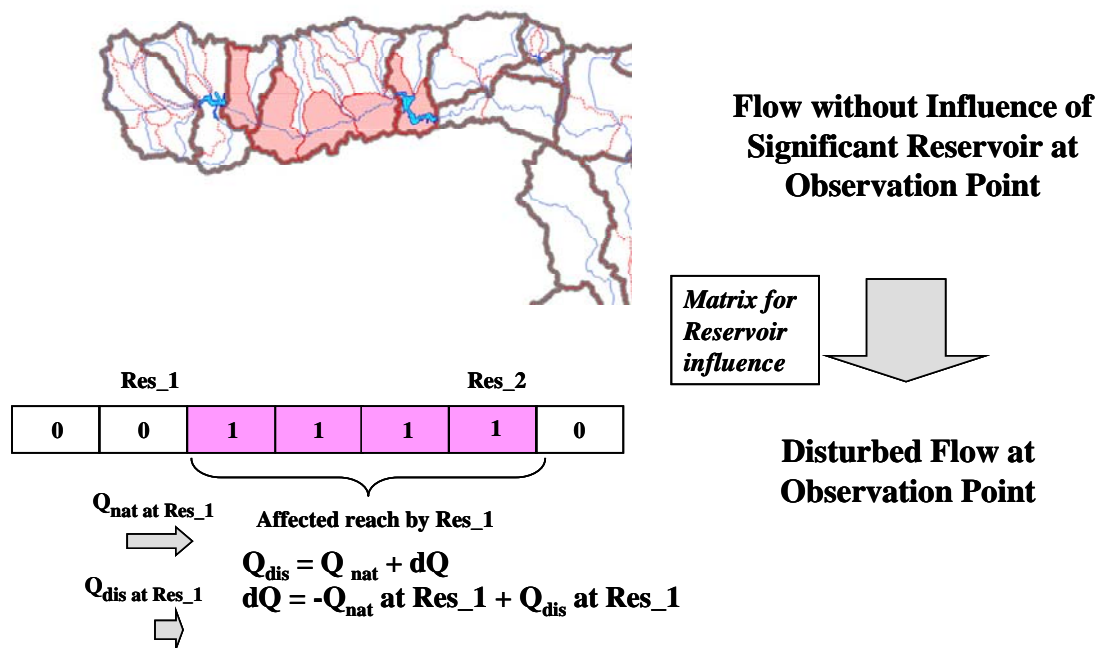 Flow without Influence of
Significant Reservoir at
Observation Point
Matrix for
Reservoir
influence
Res_1 Res_2
0 0 1 1 1 1 0
Disturbed Flow at
Observation Point
Qnat at Res_1
Affected reach by Res_1
Qdis = Q nat + dQ
Qdis at Res_1
dQ = -Qnat at Res_1 + Qdis at Res_1